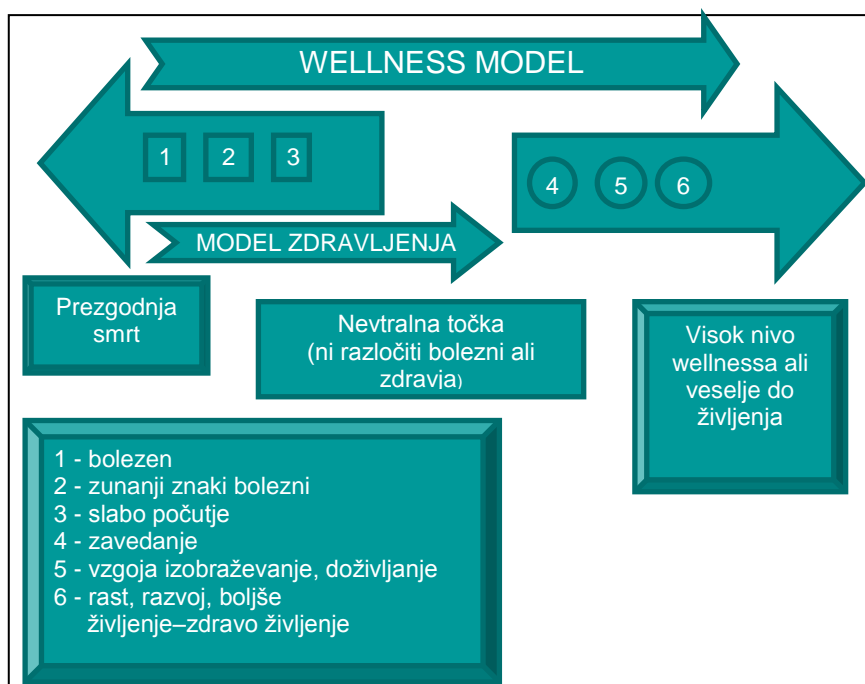 WELLNESS MODEL
1 2 3
4 5 6
MODEL ZDRAVLJENJA
Prezgodnja
smrt
Nevtralna točka
(ni razločiti bolezni ali
zdravja)
Visok nivo
wellnessa ali
veselje do
življenja
1 - bolezen
2 - zunanji znaki bolezni
3 - slabo počutje
4 - zavedanje
5 - vzgoja izobraževanje, doživljanje
6 - rast, razvoj, boljše
življenje–zdravo življenje